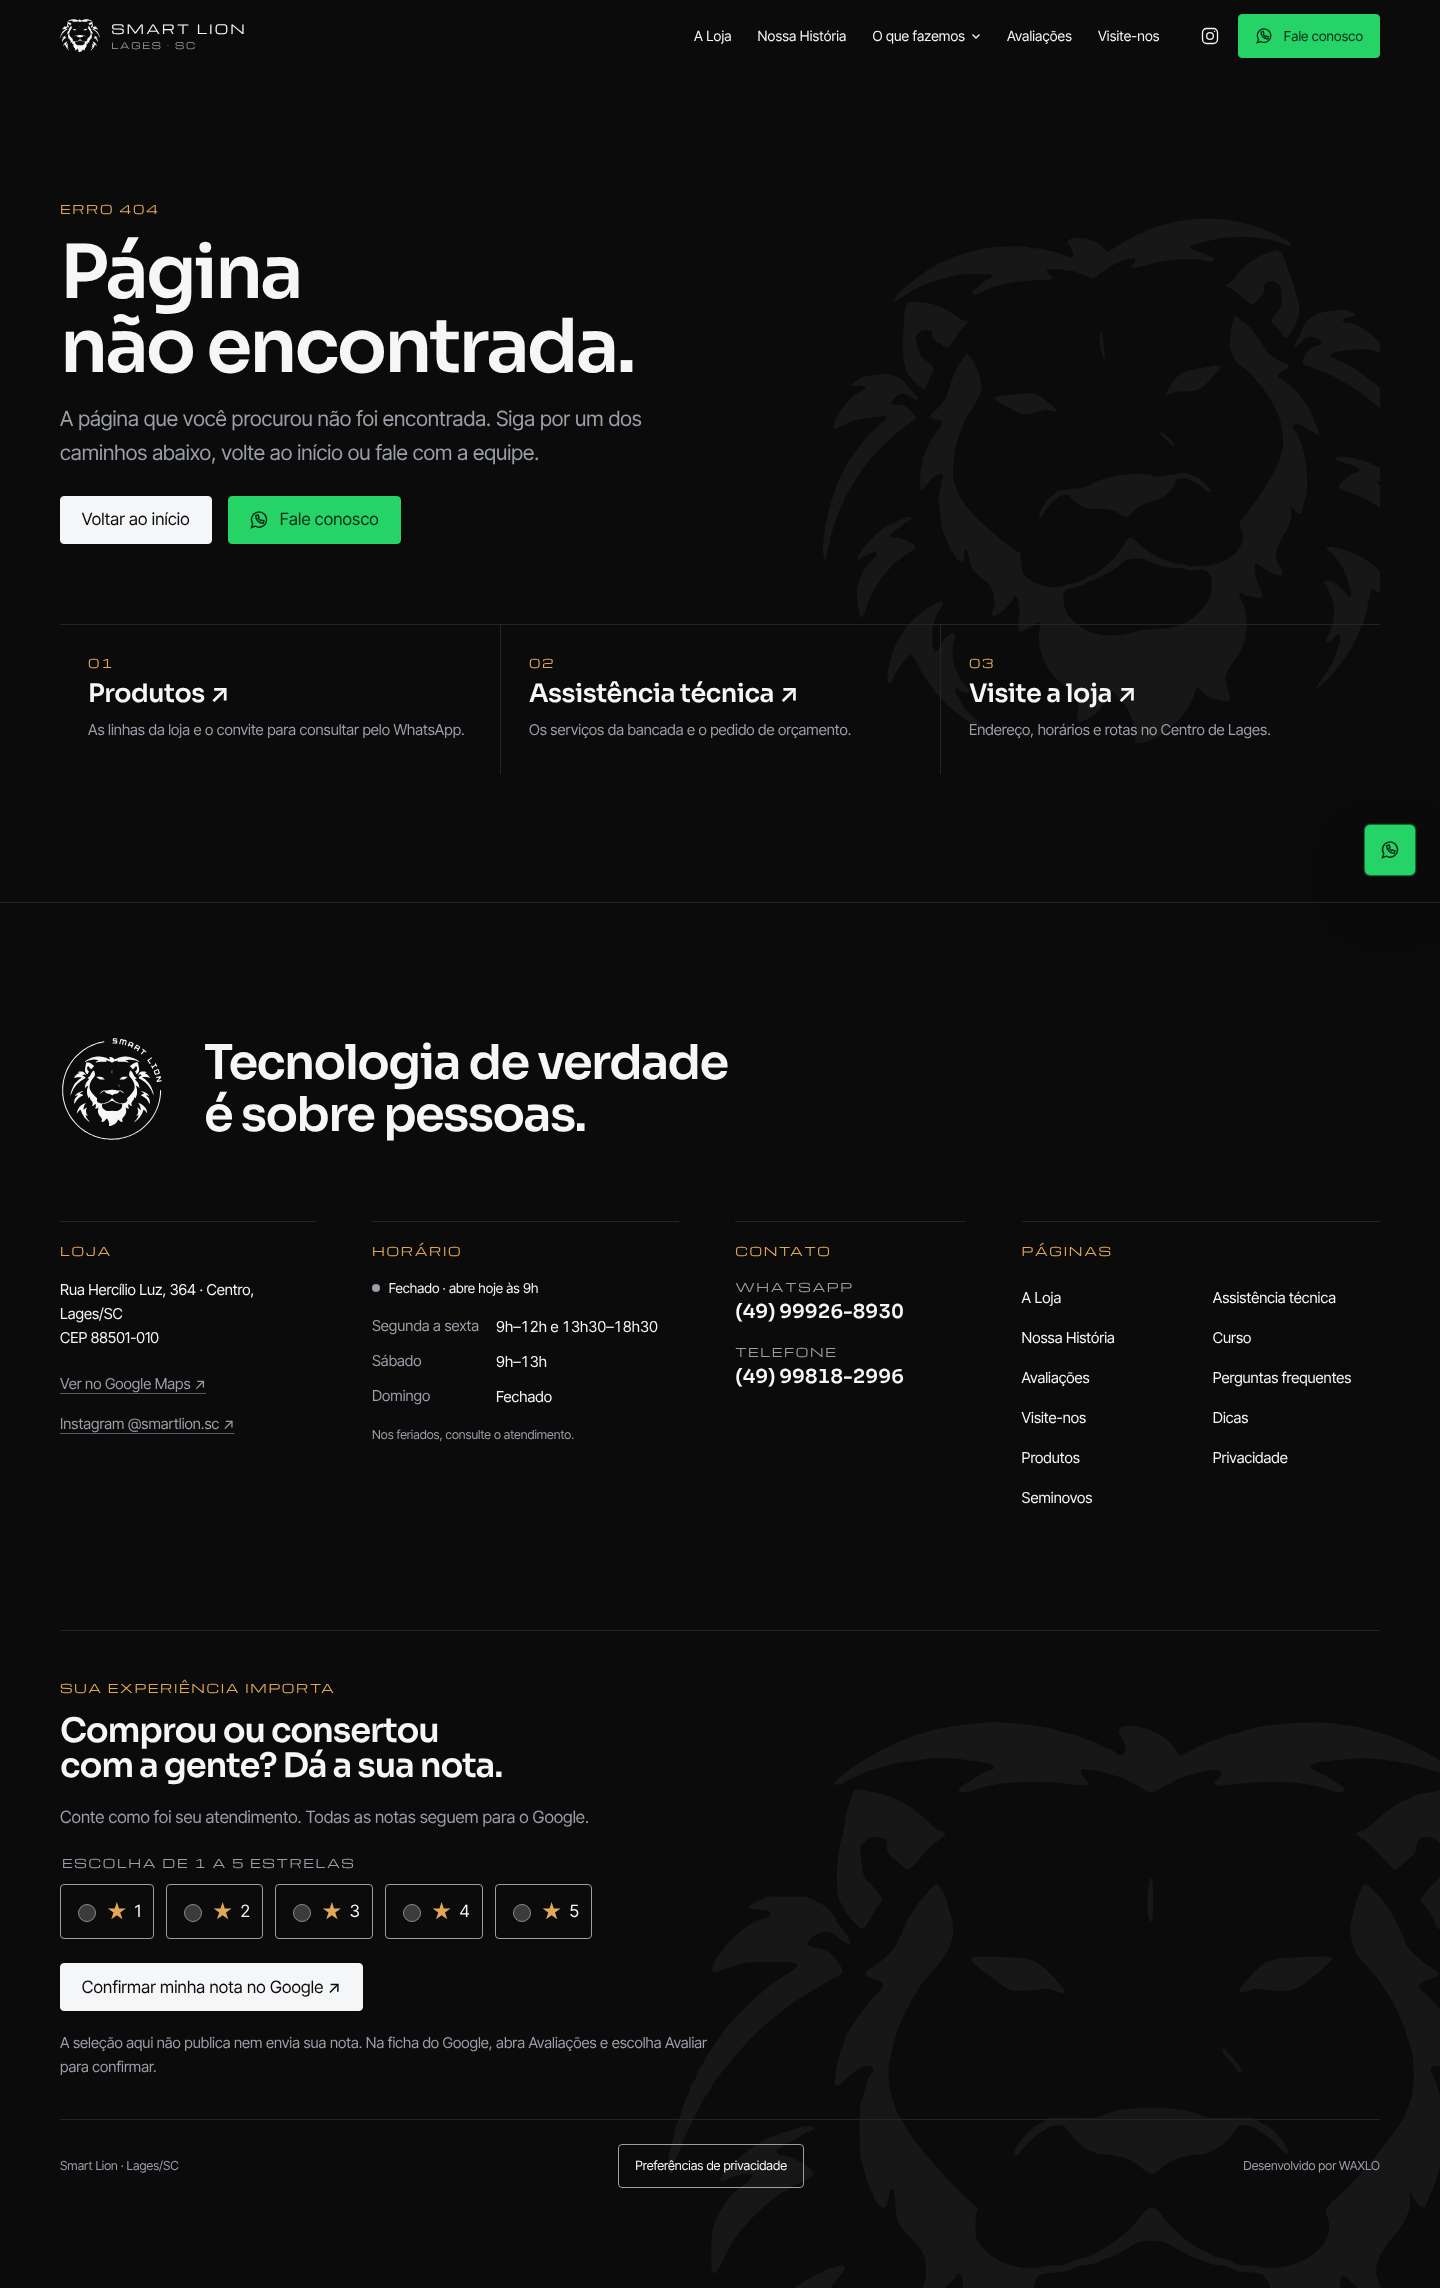 SMART LION
LAGES · SC
A Loja
Nossa História
O que fazemos
Avaliações
Visite-nos
Fale conosco
ERRO 404
Página
não encontrada.
A página que você procurou não foi encontrada. Siga por um dos
caminhos abaixo, volte ao início ou fale com a equipe.
Voltar ao início
Fale conosco
01
Produtos ↗
As linhas da loja e o convite para consultar pelo WhatsApp.
02
Assistência técnica ↗
Os serviços da bancada e o pedido de orçamento.
03
Visite a loja ↗
Endereço, horários e rotas no Centro de Lages.
SMART LION
Tecnologia de verdade
é sobre pessoas.
LOJA
Rua Hercílio Luz, 364 · Centro,
Lages/SC
CEP 88501-010
Ver no Google Maps ↗
Instagram @smartlion.sc ↗
HORÁRIO
Fechado · abre hoje às 9h
Segunda a sexta 9h–12h e 13h30–18h30
Sábado 9h–13h
Domingo Fechado
Nos feriados, consulte o atendimento.
CONTATO
WHATSAPP
(49) 99926-8930
TELEFONE
(49) 99818-2996
PÁGINAS
A Loja
Nossa História
Avaliações
Visite-nos
Produtos
Seminovos
Assistência técnica
Curso
Perguntas frequentes
Dicas
Privacidade
SUA EXPERIÊNCIA IMPORTA
Comprou ou consertou
com a gente? Dá a sua nota.
Conte como foi seu atendimento. Todas as notas seguem para o Google.
ESCOLHA DE 1 A 5 ESTRELAS
★ 1
★ 2
★ 3
★ 4
★ 5
Confirmar minha nota no Google ↗
A seleção aqui não publica nem envia sua nota. Na ficha do Google, abra Avaliações e escolha Avaliar
para confirmar.
Smart Lion · Lages/SC
Preferências de privacidade
Desenvolvido por WAXLO